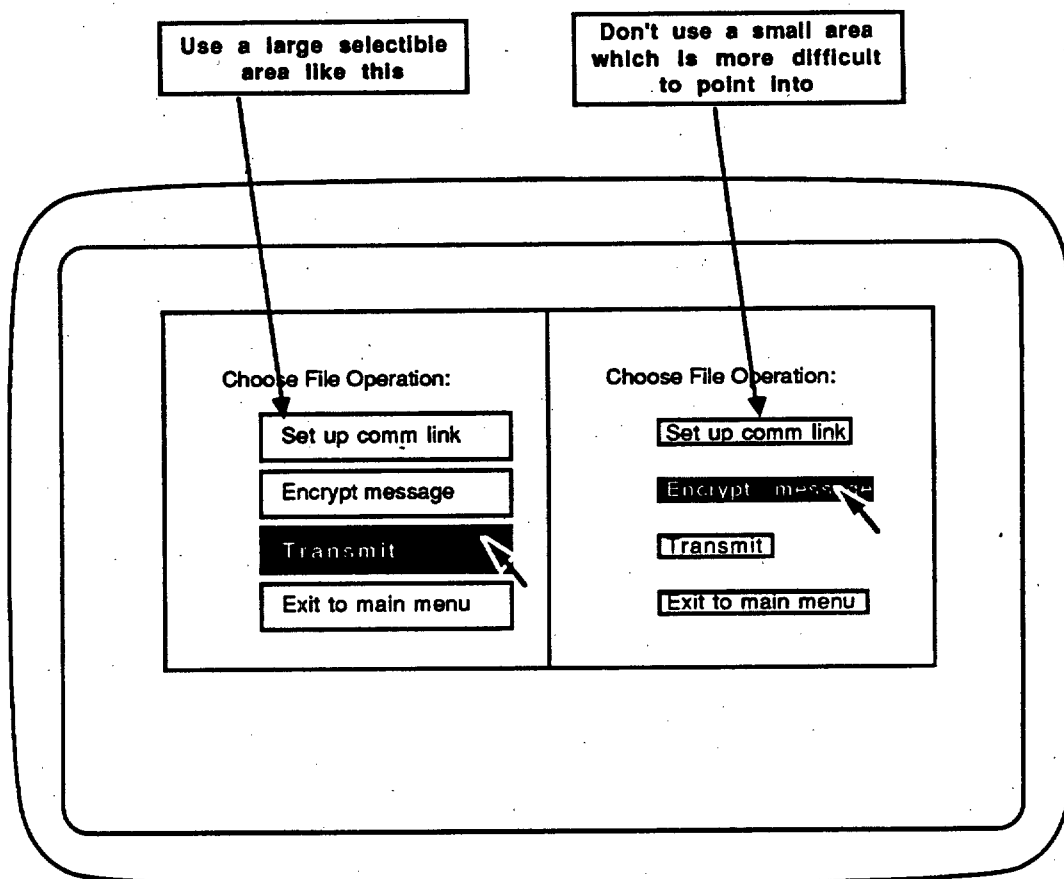 Use a large selectible
area like this
Don't use a small area
which is more difficult
to point into
Choose File Operation:
Set up comm link
Encrypt message
Transmit
Exit to main menu
Choose File Operation:
Set up comm link
Encrypt message
Transmit
Exit to main menu